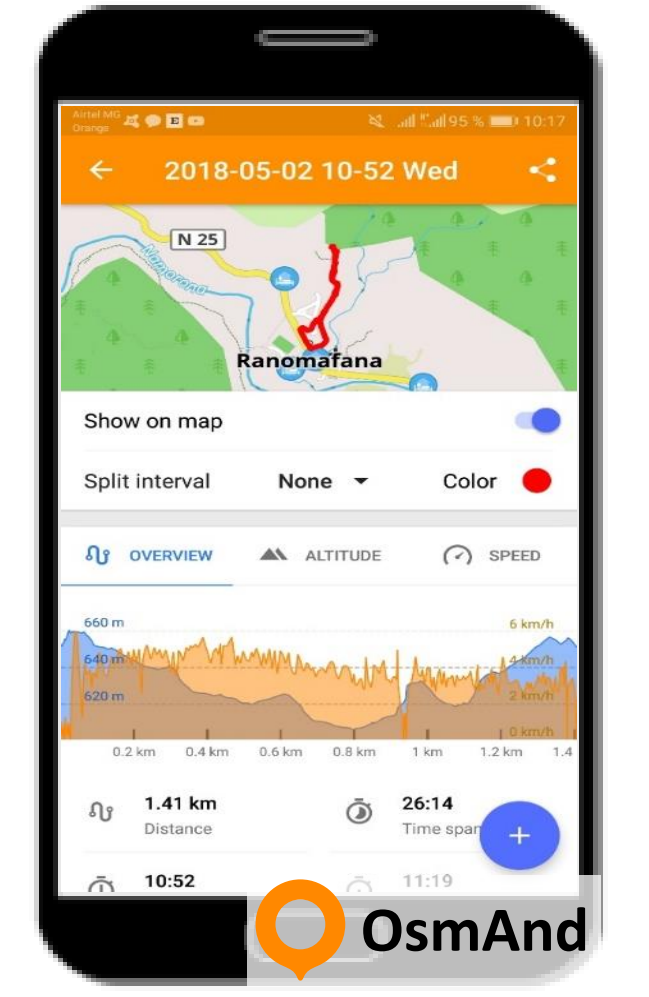 Airtel MG
Orange
E
95 %
10:17
2018-05-02 10-52 Wed
N 25
Namorona
Ranomafana
Show on map
Split interval
None
Color
OVERVIEW
ALTITUDE
SPEED
660 m
6 km/h
640 m
4 km/h
620 m
2 km/h
0 km/h
0.2 km
0.4 km
0.6 km
0.8 km
1 km
1.2 km
1.4
1.41 km
26:14
Distance
Time span
10:52
11:19
OsmAnd